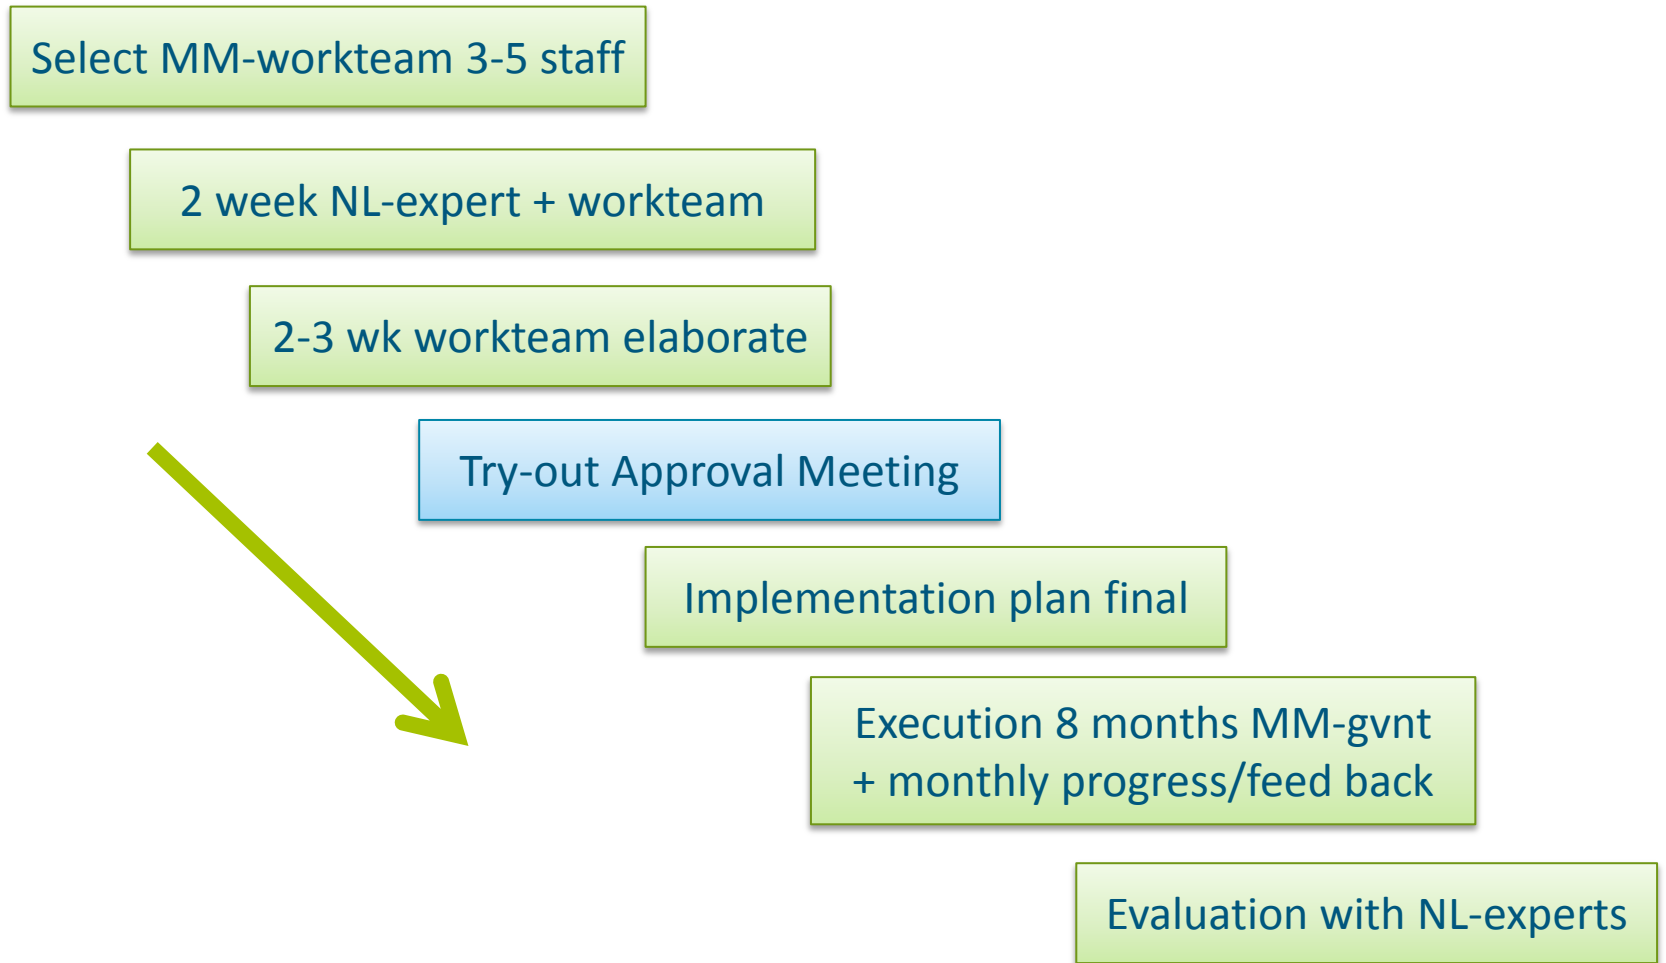 Select MM-workteam 3-5 staff
2 week NL-expert + workteam
2-3 wk workteam elaborate
Try-out Approval Meeting
Implementation plan final
Execution 8 months MM-gvnt
+ monthly progress/feed back
Evaluation with NL-experts